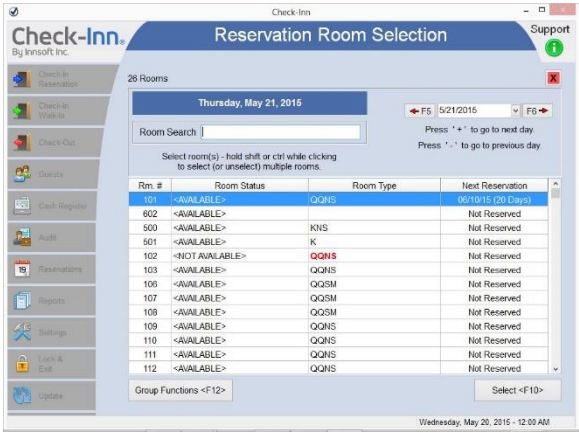 Check-Inn
Check-Inn®
By Innsoft Inc.
Reservation Room Selection
Support
Check-In
Reservation
Check-In
Walk-In
Check-Out
Guests
Cash Register
Audit
19
Reservations
Reports
Settings
Lock &
Exit
Update
26 Rooms
X
Thursday, May 21, 2015
Room Search
Select room(s) - hold shift or ctrl while clicking
to select (or unselect) multiple rooms.
F5 5/21/2015 F6
Press '+' to go to next day.
Press '-' to go to previous day.
Rm. # Room Status Room Type Next Reservation
101 <AVAILABLE> QQNS 06/10/15 (20 Days)
602 <AVAILABLE> Not Reserved
500 <AVAILABLE> KNS Not Reserved
501 <AVAILABLE> K Not Reserved
102 <NOT AVAILABLE> QQNS Not Reserved
103 <AVAILABLE> QQNS Not Reserved
106 <AVAILABLE> QQSM Not Reserved
107 <AVAILABLE> QQSM Not Reserved
108 <AVAILABLE> QQSM Not Reserved
109 <AVAILABLE> QQNS Not Reserved
110 <AVAILABLE> QQNS Not Reserved
111 <AVAILABLE> QQNS Not Reserved
112 <AVAILABLE> QQNS Not Reserved
Group Functions <F12>
Select <F10>
Wednesday, May 20, 2015 - 12:00 AM